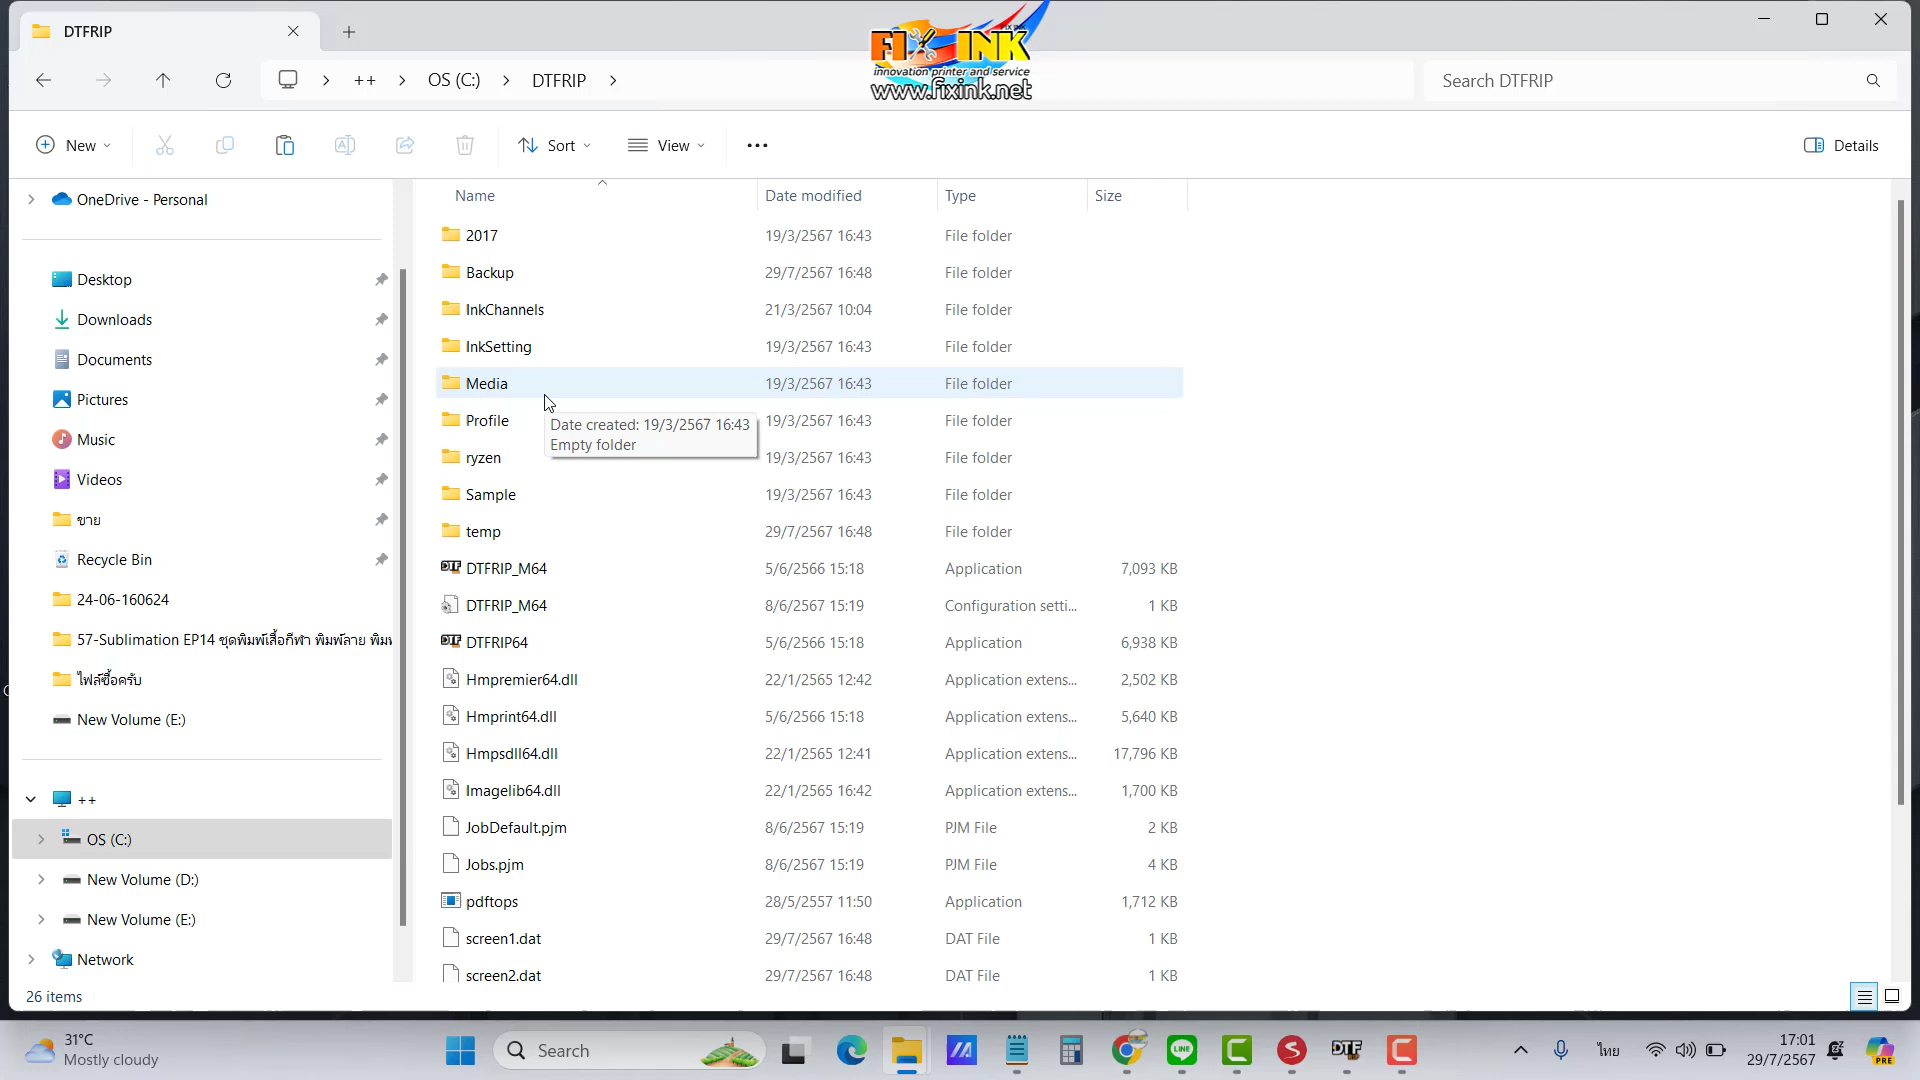 DTFRIP
FIX INK
innovation printer and service
www.fixink.net
++
OS (C:)
DTFRIP
Search DTFRIP
New
Sort
View
Details
Name
Date modified
Type
Size
OneDrive - Personal
Desktop
Downloads
Documents
Pictures
Music
Videos
ขาย
Recycle Bin
24-06-160624
57-Sublimation EP14 ชุดพิมพ์เสื้อกีฬา พิมพ์ลาย พิมพ
ไฟล์ซื้อครับ
New Volume (E:)
++
OS (C:)
New Volume (D:)
New Volume (E:)
Network
2017 19/3/2567 16:43 File folder
Backup 29/7/2567 16:48 File folder
InkChannels 21/3/2567 10:04 File folder
InkSetting 19/3/2567 16:43 File folder
Media 19/3/2567 16:43 File folder
Profile 19/3/2567 16:43 File folder
Date created: 19/3/2567 16:43
Empty folder
ryzen 19/3/2567 16:43 File folder
Sample 19/3/2567 16:43 File folder
temp 29/7/2567 16:48 File folder
DTFRIP_M64 5/6/2566 15:18 Application 7,093 KB
DTFRIP_M64 8/6/2567 15:19 Configuration setti... 1 KB
DTFRIP64 5/6/2566 15:18 Application 6,938 KB
Hmpremier64.dll 22/1/2565 12:42 Application extens... 2,502 KB
Hmprint64.dll 5/6/2566 15:18 Application extens... 5,640 KB
Hmpsdll64.dll 22/1/2565 12:41 Application extens... 17,796 KB
Imagelib64.dll 22/1/2565 16:42 Application extens... 1,700 KB
JobDefault.pjm 8/6/2567 15:19 PJM File 2 KB
Jobs.pjm 8/6/2567 15:19 PJM File 4 KB
pdftops 28/5/2557 11:50 Application 1,712 KB
screen1.dat 29/7/2567 16:48 DAT File 1 KB
screen2.dat 29/7/2567 16:48 DAT File 1 KB
26 items
31°C
Mostly cloudy
Search
LINE
DTF
ไทย
17:01
29/7/2567
PRE